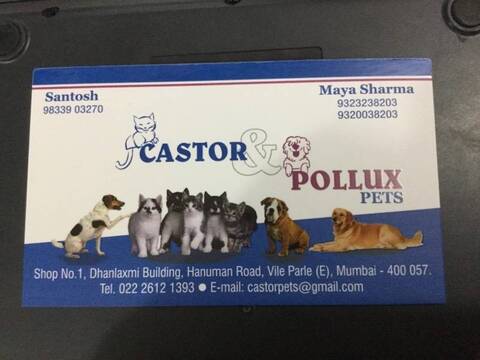 Santosh
98339 03270
Maya Sharma
9323238203
9320038203
CASTOR &
POLLUX
PETS
Shop No.1, Dhanlaxmi Building, Hanuman Road, Vile Parle (E), Mumbai - 400 057.
Tel. 022 2612 1393 ● E-mail: castorpets@gmail.com